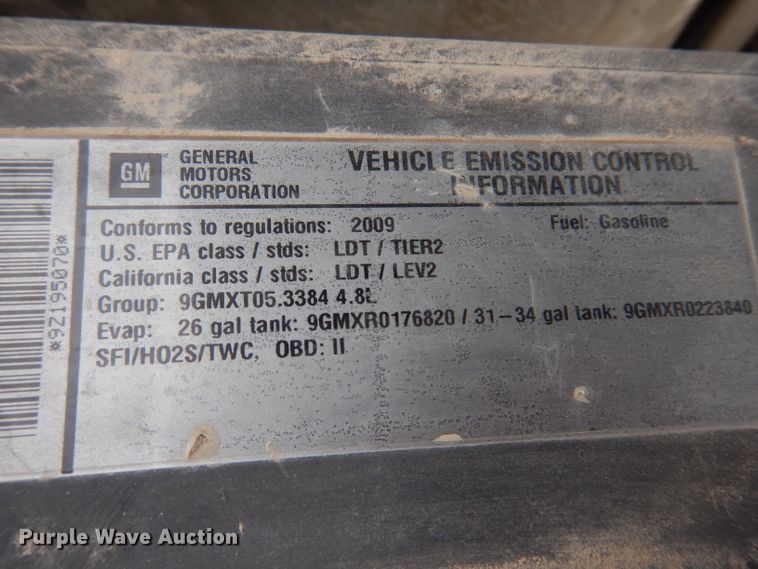 GM
GENERAL
MOTORS
CORPORATION
VEHICLE EMISSION CONTROL
INFORMATION
Conforms to regulations: 2009 Fuel: Gasoline
U.S. EPA class / stds: LDT / TIER2
California class / stds: LDT / LEV2
Group: 9GMXT05.3384 4.8L
Evap: 26 gal tank: 9GMXR0176820 / 31-34 gal tank: 9GMXR0223840
SFI/HO2S/TWC, OBD: II
*9Z195070*
Purple Wave Auction